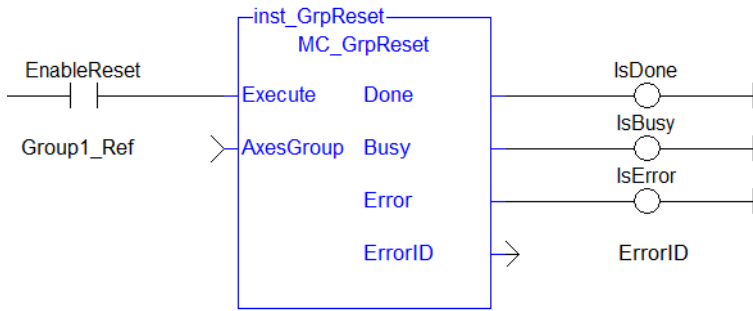 inst_GrpReset
MC_GrpReset
EnableReset
IsDone
Execute Done
IsBusy
Group1_Ref AxesGroup Busy
IsError
Error
ErrorID ErrorID